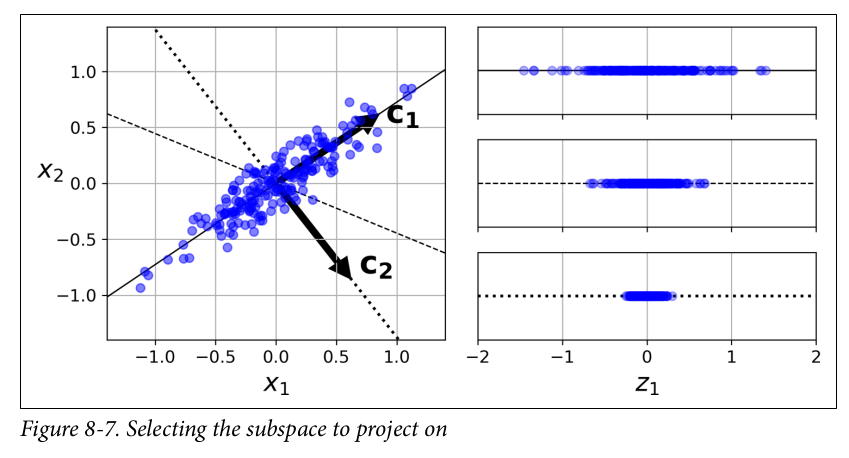 1.0
0.5
0.0
−0.5
−1.0
x₂
−1.0 −0.5 0.0 0.5 1.0
x₁
c₁
c₂
−2 −1 0 1 2
z₁
Figure 8-7. Selecting the subspace to project on